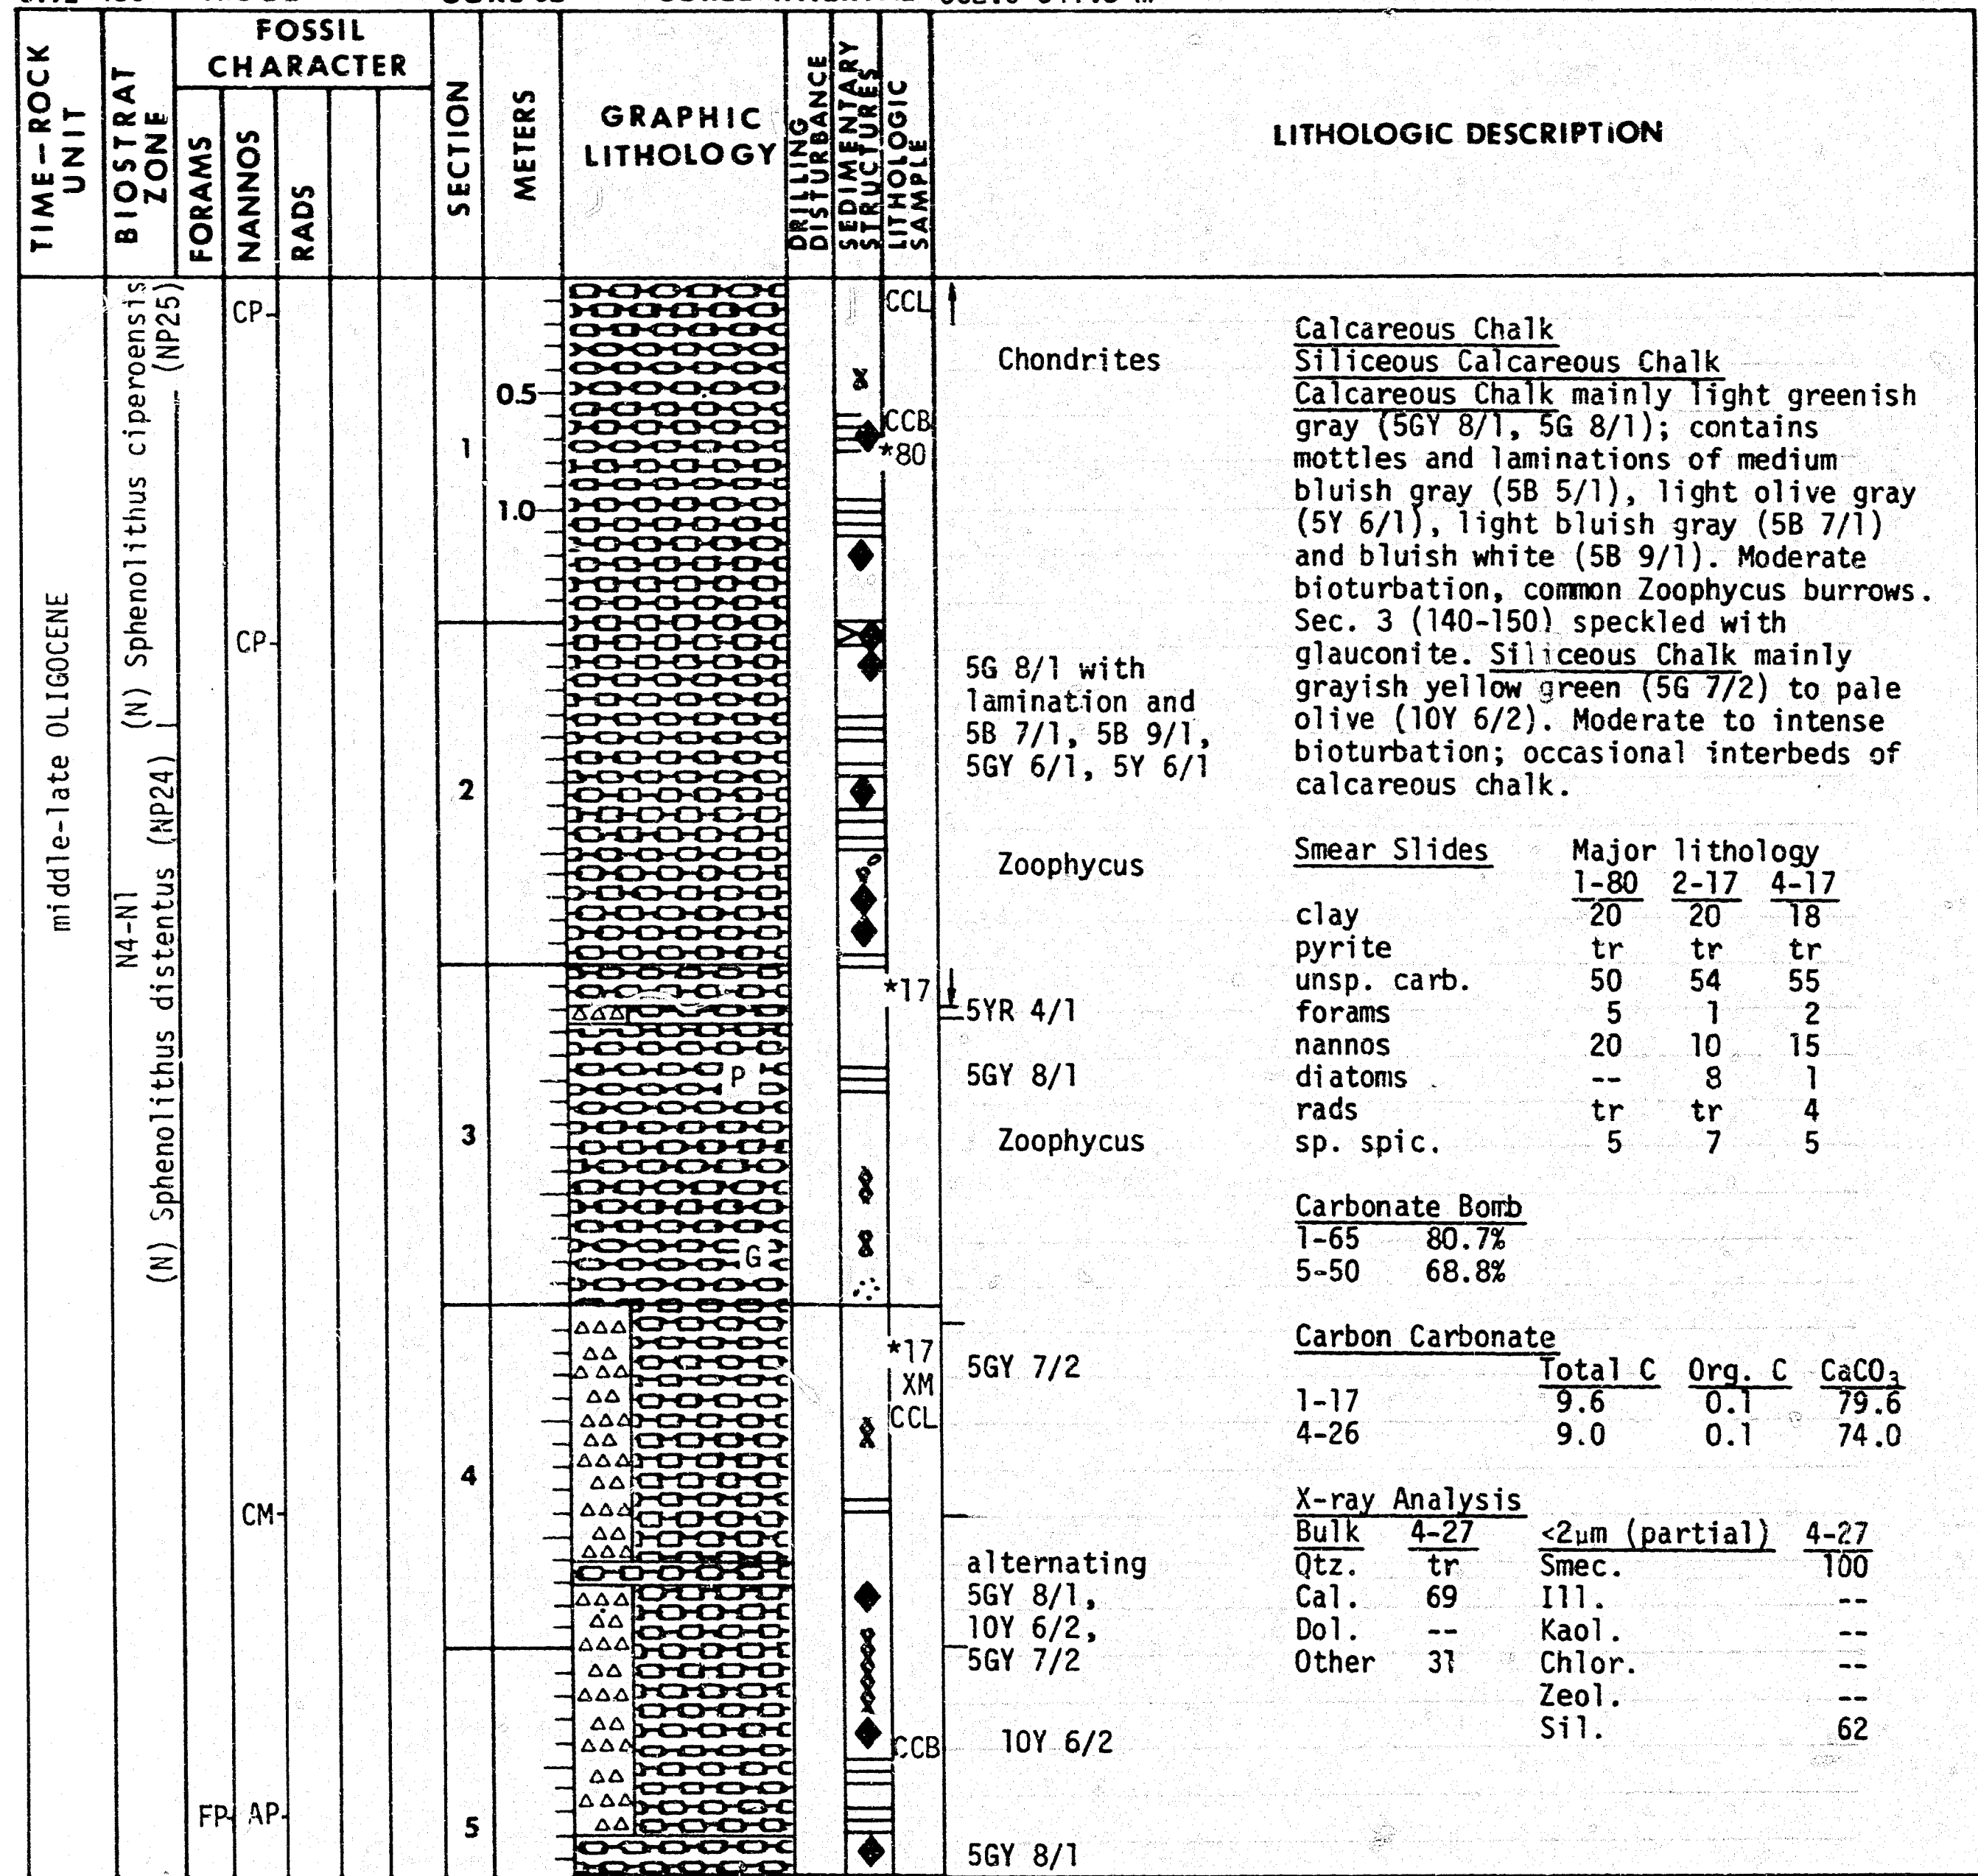 FOSSIL
CHARACTER
TIME-ROCK
UNIT
BIOSTRAT
ZONE
FORAMS
NANNOS
RADS
SECTION
METERS
GRAPHIC
LITHOLOGY
DRILLING
DISTURBANCE
SEDIMENTARY
STRUCTURES
LITHOLOGIC
SAMPLE
LITHOLOGIC DESCRIPTION
middle-late OLIGOCENE
(N) Sphenolithus ciperoensis
(NP25)
N4-N1
(N) Sphenolithus distentus (NP24)
CP
CP
CM
FP AP
1
2
3
4
5
0.5
1.0
P
G
CCL
CCB
*80
*17
*17
XM
CCL
CCB
Chondrites
5G 8/1 with
lamination and
5B 7/1, 5B 9/1,
5GY 6/1, 5Y 6/1
Zoophycus
5YR 4/1
5GY 8/1
Zoophycus
5GY 7/2
alternating
5GY 8/1,
10Y 6/2,
5GY 7/2
10Y 6/2
5GY 8/1
Calcareous Chalk
Siliceous Calcareous Chalk
Calcareous Chalk mainly light greenish
gray (5GY 8/1, 5G 8/1); contains
mottles and laminations of medium
bluish gray (5B 5/1), light olive gray
(5Y 6/1), light bluish gray (5B 7/1)
and bluish white (5B 9/1). Moderate
bioturbation, common Zoophycus burrows.
Sec. 3 (140-150) speckled with
glauconite. Siliceous Chalk mainly
grayish yellow green (5G 7/2) to pale
olive (10Y 6/2). Moderate to intense
bioturbation; occasional interbeds of
calcareous chalk.
Smear Slides Major lithology
1-80 2-17 4-17
clay 20 20 18
pyrite tr tr tr
unsp. carb. 50 54 55
forams 5 1 2
nannos 20 10 15
diatoms -- 8 1
rads tr tr 4
sp. spic. 5 7 5
Carbonate Bomb
1-65 80.7%
5-50 68.8%
Carbon Carbonate
Total C Org. C CaCO₃
1-17 9.6 0.1 79.6
4-26 9.0 0.1 74.0
X-ray Analysis
Bulk 4-27 <2μm (partial) 4-27
Qtz. tr Smec. 100
Cal. 69 Ill. --
Dol. -- Kaol. --
Other 31 Chlor. --
Zeol. --
Sil. 62